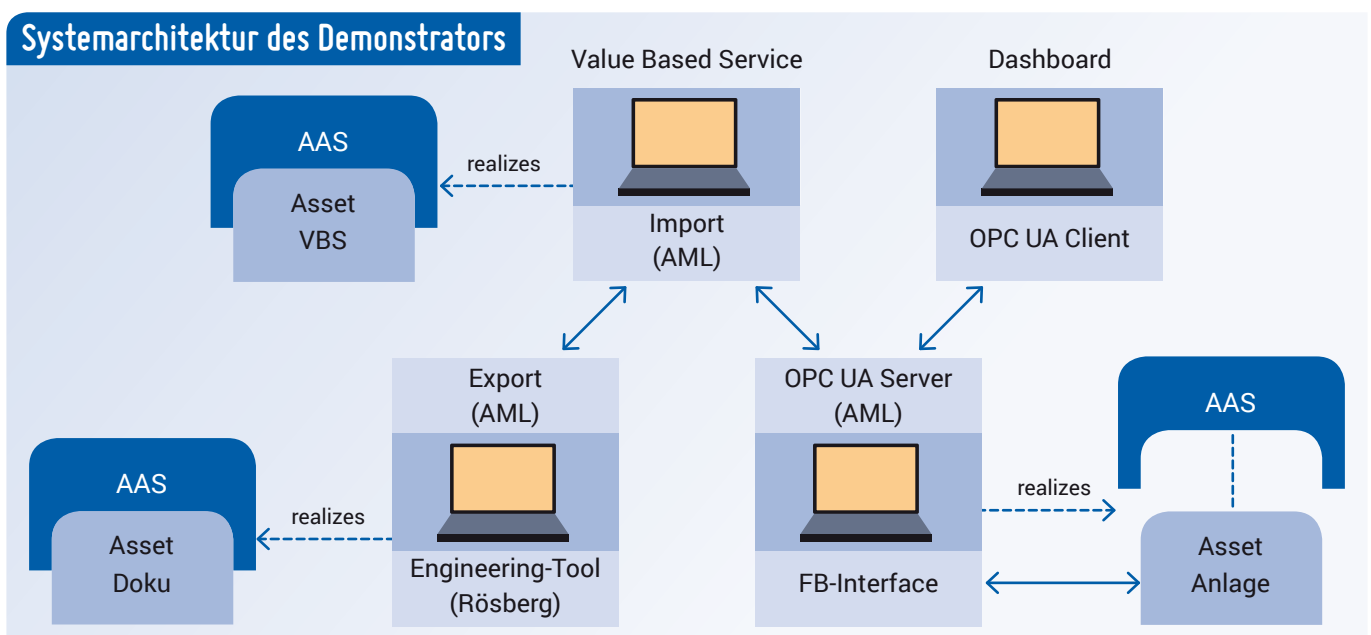 Systemarchitektur des Demonstrators
Value Based Service
Dashboard
AAS
Asset
VBS
realizes
Import
(AML)
OPC UA Client
Export
(AML)
OPC UA Server
(AML)
AAS
AAS
Asset
Doku
realizes
Engineering-Tool
(Rösberg)
FB-Interface
realizes
Asset
Anlage